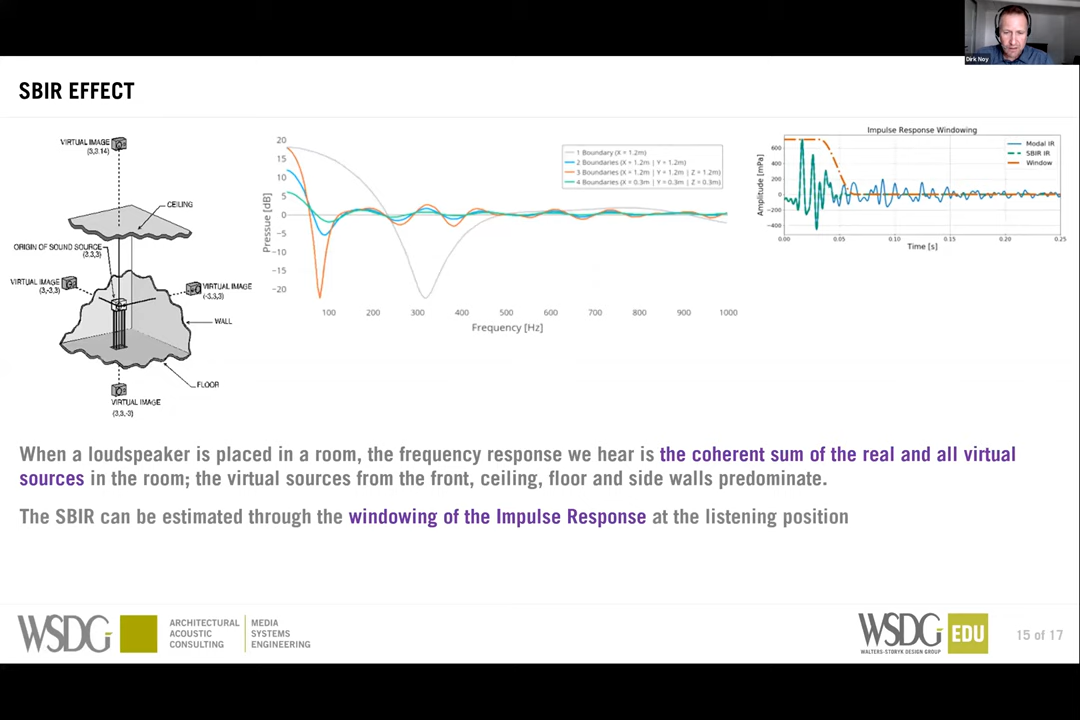 Dirk Noy
SBIR EFFECT
VIRTUAL IMAGE
(3,3.14)
CEILING
ORIGIN OF SOUND SOURCE
(3,3,3)
VIRTUAL IMAGE
(3,-3,3)
VIRTUAL IMAGE
(-3,3,3)
WALL
FLOOR
VIRTUAL IMAGE
(3,3,-3)
20
15
10
5
0
−5
−10
−15
−20
Pressue [dB]
1 Boundary (X = 1.2m)
2 Boundaries (X = 1.2m | Y = 1.2m)
3 Boundaries (X = 1.2m | Y = 1.2m | Z = 1.2m)
4 Boundaries (X = 0.3m | Y = 0.3m | Z = 0.3m)
100 200 300 400 500 600 700 800 900 1000
Frequency [Hz]
Impulse Response Windowing
Modal IR
SBIR IR
Window
600
400
200
0
−200
−400
Amplitude [mPa]
0.00 0.05 0.10 0.15 0.20 0.25
Time [s]
When a loudspeaker is placed in a room, the frequency response we hear is the coherent sum of the real and all virtual
sources in the room; the virtual sources from the front, ceiling, floor and side walls predominate.
The SBIR can be estimated through the windowing of the Impulse Response at the listening position
WSDG
ARCHITECTURAL
ACOUSTIC
CONSULTING
MEDIA
SYSTEMS
ENGINEERING
WSDG EDU
WALTERS-STORYK DESIGN GROUP
15 of 17